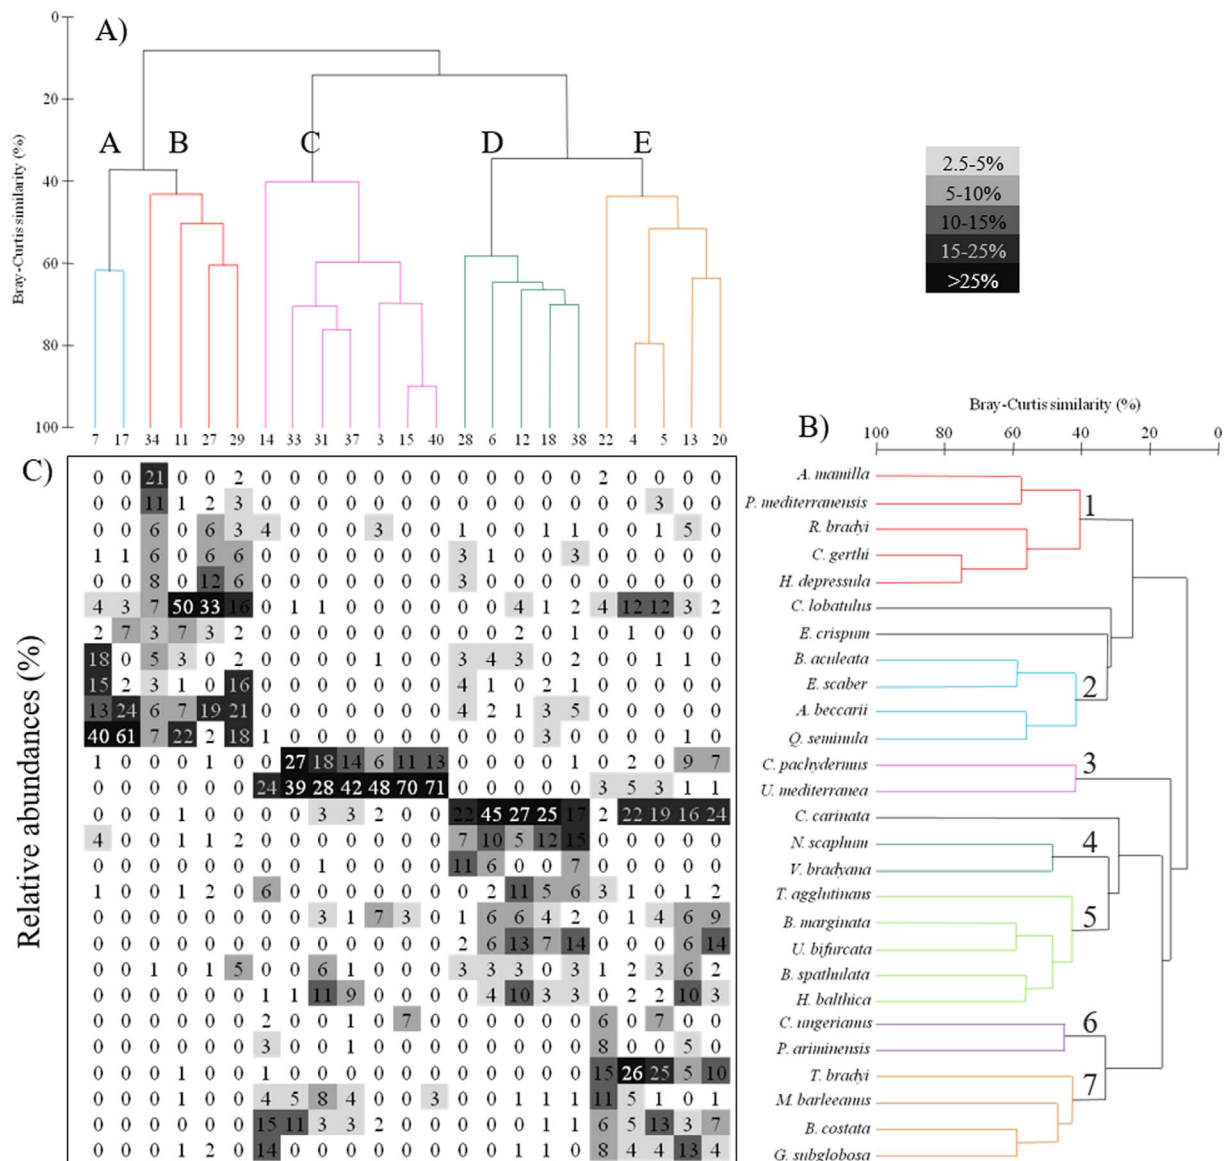 A)
Bray-Curtis similarity (%)
0
20
40
60
80
100
A B C D E
7 17 34 11 27 29 14 33 31 37 3 15 40 28 6 12 18 38 22 4 5 13 20
2.5-5%
5-10%
10-15%
15-25%
>25%
B)
Bray-Curtis similarity (%)
100 80 60 40 20 0
C)
Relative abundances (%)
0 0 21 0 0 2 0 0 0 0 0 0 0 0 0 0 0 0 2 0 0 0 0
0 0 11 1 2 3 0 0 0 0 0 0 0 0 0 0 0 0 0 0 3 0 0
0 0 6 0 6 3 4 0 0 0 3 0 0 1 0 0 1 1 0 0 1 5 0
1 1 6 0 6 6 0 0 0 0 0 0 0 3 1 0 0 3 0 0 0 0 0
0 0 8 0 12 6 0 0 0 0 0 0 0 3 0 0 0 0 0 0 0 0 0
4 3 7 50 33 16 0 1 1 0 0 0 0 0 0 4 1 2 4 12 12 3 2
2 7 3 7 3 2 0 0 0 0 0 0 0 0 0 2 0 1 0 1 0 0 0
18 0 5 3 0 2 0 0 0 0 1 0 0 3 4 3 0 2 0 0 1 1 0
15 2 3 1 0 16 0 0 0 0 0 0 0 4 1 0 2 1 0 0 0 0 0
13 24 6 7 19 21 0 0 0 0 0 0 0 4 2 1 3 5 0 0 0 0 0
40 61 7 22 2 18 1 0 0 0 0 0 0 0 0 0 3 0 0 0 0 1 0
1 0 0 0 1 0 0 27 18 14 6 11 13 0 0 0 0 1 0 2 0 9 7
0 0 0 0 0 0 24 39 28 42 48 70 71 0 0 0 0 0 3 5 3 1 1
0 0 0 1 0 0 0 0 3 3 2 0 0 22 45 27 25 17 2 22 19 16 24
4 0 0 1 1 2 0 0 0 0 0 0 0 7 10 5 12 15 0 0 0 0 0
0 0 0 0 0 0 0 0 1 0 0 0 0 11 6 0 0 7 0 0 0 0 0
1 0 0 1 2 0 6 0 0 0 0 0 0 0 2 11 5 6 3 1 0 1 2
0 0 0 0 0 0 0 0 3 1 7 3 0 1 6 6 4 2 0 1 4 6 9
0 0 0 0 0 0 0 0 0 0 0 0 0 2 6 13 7 14 0 0 0 6 14
0 0 1 0 1 5 0 0 6 1 0 0 0 3 3 3 0 3 1 2 3 6 2
0 0 0 0 0 0 1 1 11 9 0 0 0 0 4 10 3 3 0 2 2 10 3
0 0 0 0 0 0 2 0 0 1 0 7 0 0 0 0 0 0 6 0 7 0 0
0 0 0 0 0 0 3 0 0 1 0 0 0 0 0 0 0 0 8 0 0 5 0
0 0 0 1 0 0 1 0 0 0 0 0 0 0 0 0 0 0 15 26 25 5 10
0 0 0 1 0 0 4 5 8 4 0 0 3 0 0 1 1 1 11 5 1 0 1
0 0 0 0 0 0 15 11 3 3 2 0 0 0 0 0 1 1 6 5 13 3 7
0 0 0 1 2 0 14 0 0 0 0 0 0 0 0 1 1 0 8 4 4 13 4
A. mamilla
P. mediterranensis
1
R. bradyi
C. gerthi
H. depressula
C. lobatulus
E. crispum
B. aculeata
E. scaber
2
A. beccarii
Q. seminula
C. pachydermus
3
U. mediterranea
C. carinata
N. scaphum
4
V. bradyana
T. agglutinans
B. marginata
5
U. bifurcata
B. spathulata
H. balthica
C. ungerianus
6
P. ariminensis
T. bradyi
7
M. barleeanus
B. costata
G. subglobosa